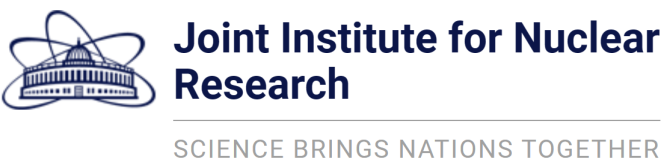 Joint Institute for Nuclear
Research
SCIENCE BRINGS NATIONS TOGETHER